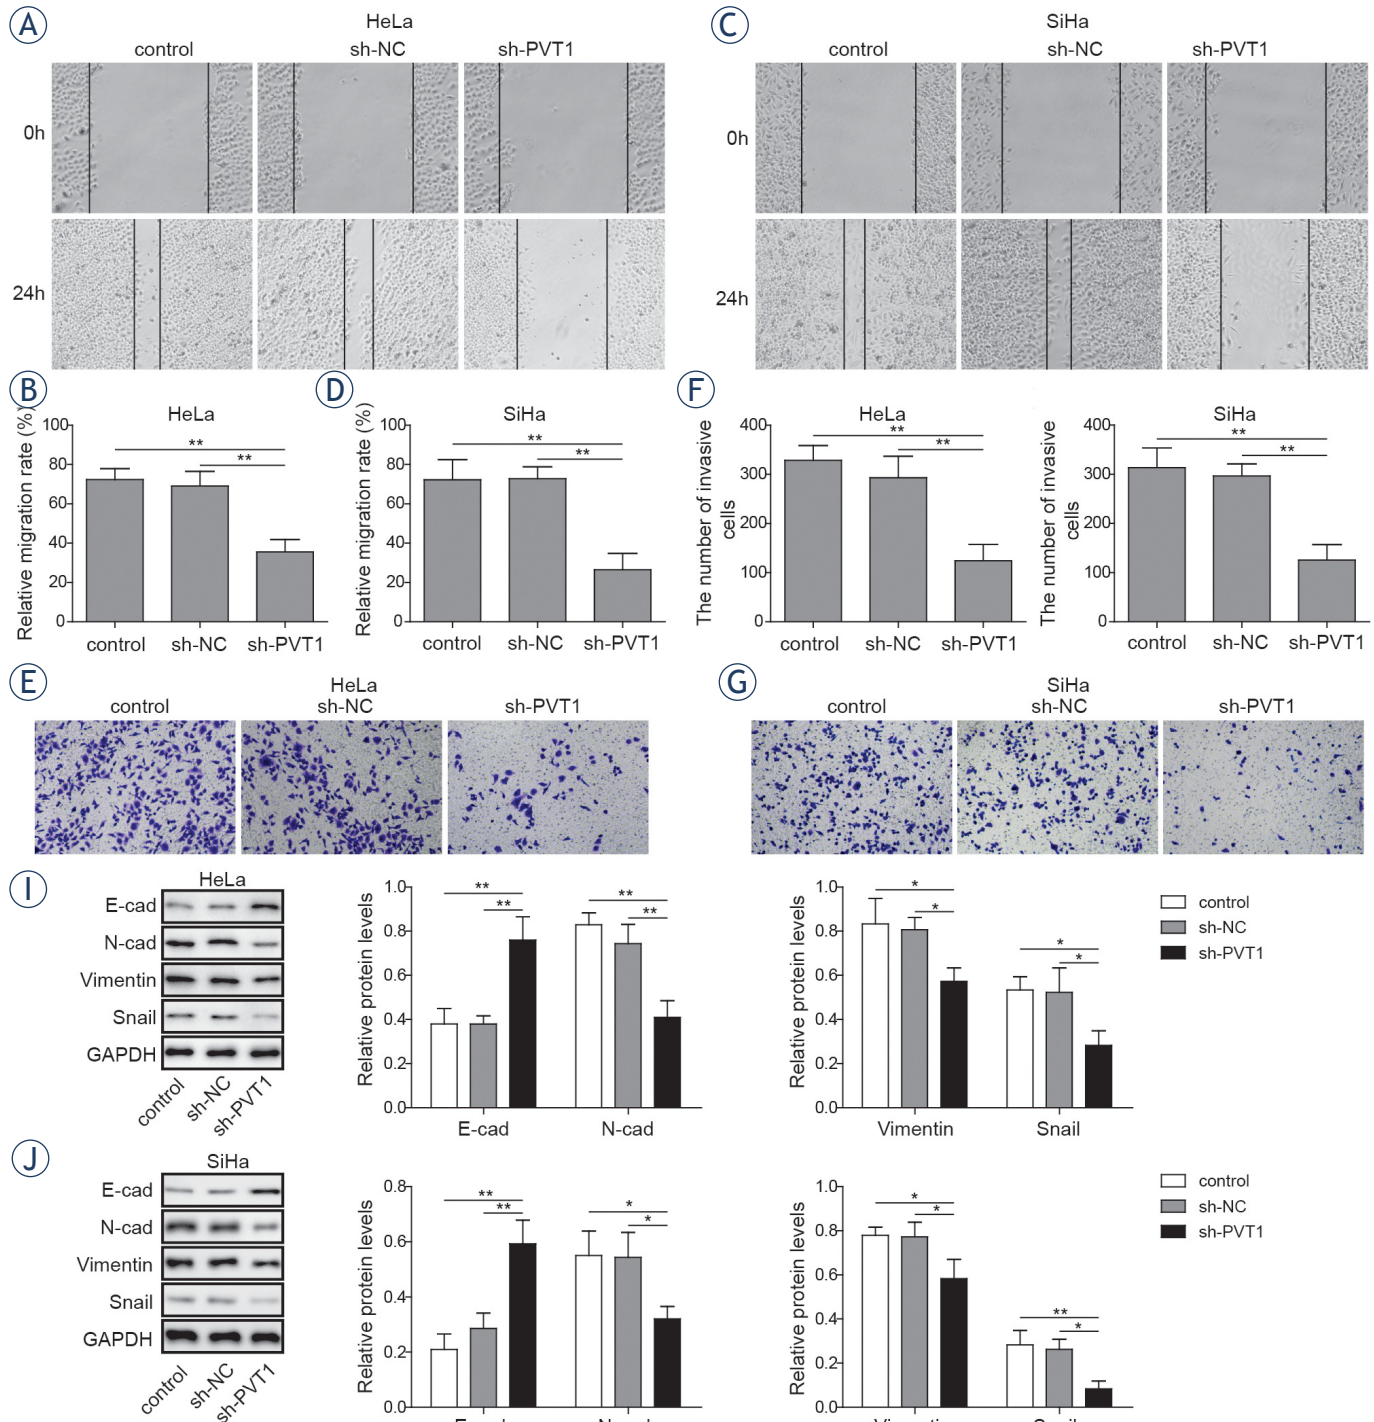 A
HeLa
control sh-NC sh-PVT1
0h
24h
C
SiHa
control sh-NC sh-PVT1
0h
24h
B
HeLa
Relative migration rate (%)
100
80
60
40
20
0
** **
control sh-NC sh-PVT1
D
SiHa
Relative migration rate (%)
100
80
60
40
20
0
** **
control sh-NC sh-PVT1
F
HeLa
The number of invasive
cells
400
300
200
100
0
** **
control sh-NC sh-PVT1
SiHa
The number of invasive
cells
400
300
200
100
0
** **
control sh-NC sh-PVT1
E
HeLa
control sh-NC sh-PVT1
G
SiHa
control sh-NC sh-PVT1
I
HeLa
E-cad
N-cad
Vimentin
Snail
GAPDH
control sh-NC sh-PVT1
Relative protein levels
1.0
0.8
0.6
0.4
0.2
0.0
** ** ** **
E-cad N-cad
Relative protein levels
1.0
0.8
0.6
0.4
0.2
0.0
* * * *
Vimentin Snail
control
sh-NC
sh-PVT1
J
SiHa
E-cad
N-cad
Vimentin
Snail
GAPDH
control sh-NC sh-PVT1
Relative protein levels
0.8
0.6
0.4
0.2
0.0
** ** * *
Relative protein levels
1.0
0.8
0.6
0.4
0.2
0.0
* * ** *
control
sh-NC
sh-PVT1